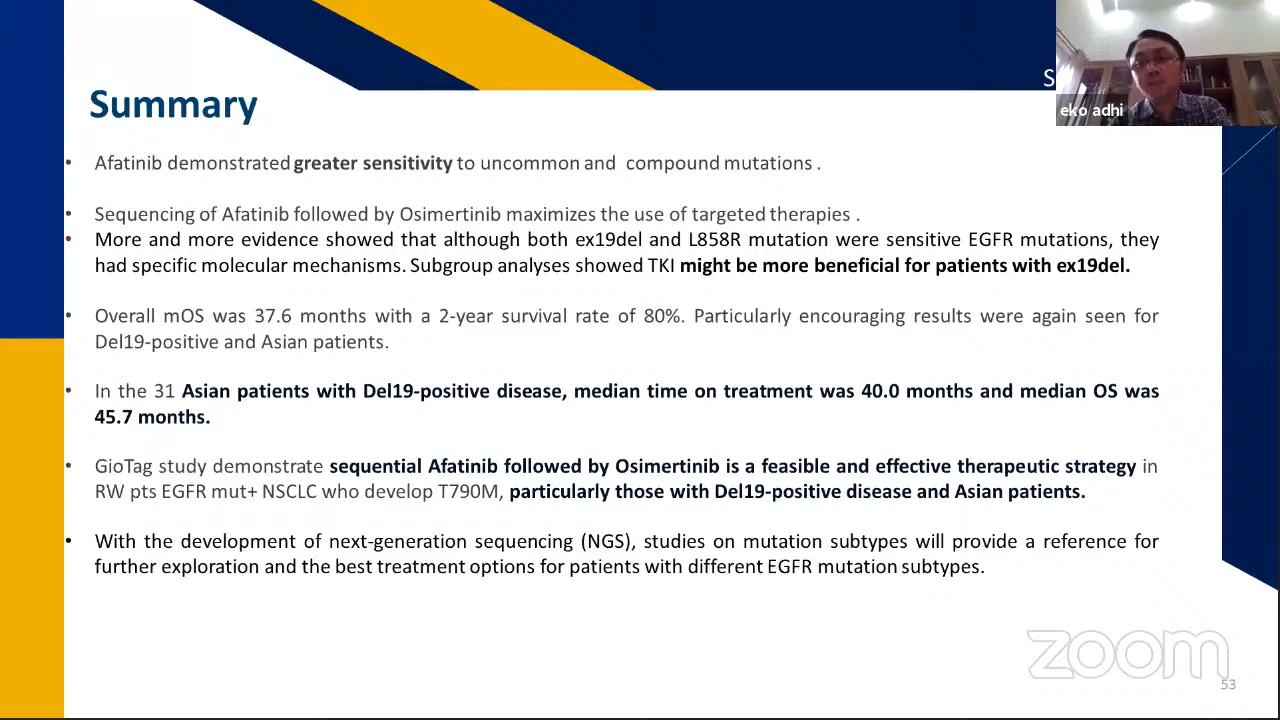 S
eko adhi
Summary
• Afatinib demonstrated greater sensitivity to uncommon and compound mutations .
• Sequencing of Afatinib followed by Osimertinib maximizes the use of targeted therapies .
• More and more evidence showed that although both ex19del and L858R mutation were sensitive EGFR mutations, they
had specific molecular mechanisms. Subgroup analyses showed TKI might be more beneficial for patients with ex19del.
• Overall mOS was 37.6 months with a 2-year survival rate of 80%. Particularly encouraging results were again seen for
Del19-positive and Asian patients.
• In the 31 Asian patients with Del19-positive disease, median time on treatment was 40.0 months and median OS was
45.7 months.
• GioTag study demonstrate sequential Afatinib followed by Osimertinib is a feasible and effective therapeutic strategy in
RW pts EGFR mut+ NSCLC who develop T790M, particularly those with Del19-positive disease and Asian patients.
• With the development of next-generation sequencing (NGS), studies on mutation subtypes will provide a reference for
further exploration and the best treatment options for patients with different EGFR mutation subtypes.
zoom
53